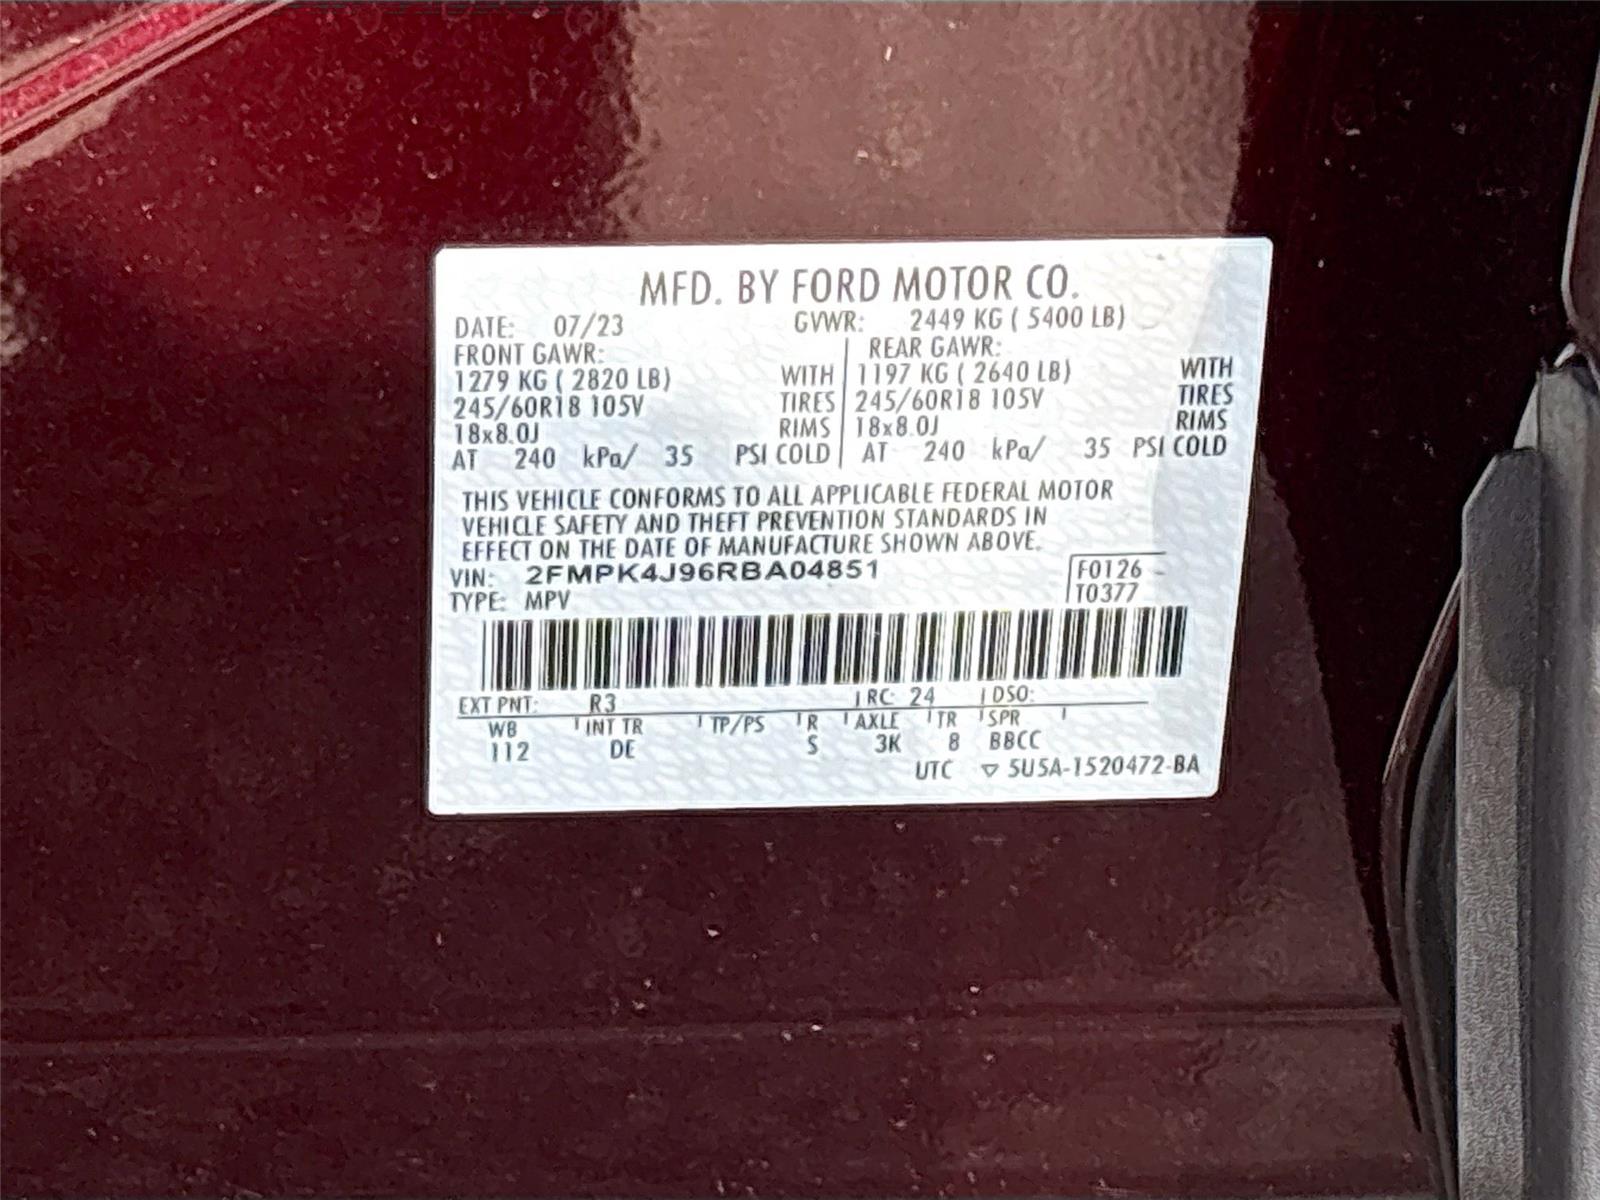 MFD. BY FORD MOTOR CO.
DATE: 07/23 GVWR: 2449 KG ( 5400 LB)
FRONT GAWR: REAR GAWR:
1279 KG ( 2820 LB) WITH 1197 KG ( 2640 LB) WITH
245/60R18 105V TIRES 245/60R18 105V TIRES
18x8.0J RIMS 18x8.0J RIMS
AT 240 kPa/ 35 PSI COLD AT 240 kPa/ 35 PSI COLD
THIS VEHICLE CONFORMS TO ALL APPLICABLE FEDERAL MOTOR
VEHICLE SAFETY AND THEFT PREVENTION STANDARDS IN
EFFECT ON THE DATE OF MANUFACTURE SHOWN ABOVE.
VIN: 2FMPK4J96RBA04851 F0126
TYPE: MPV T0377
EXT PNT: R3 RC: 24 DSO:
WB INT TR TP/PS R AXLE TR SPR
112 DE S 3K 8 BBCC
UTC ▽ 5U5A-1520472-BA